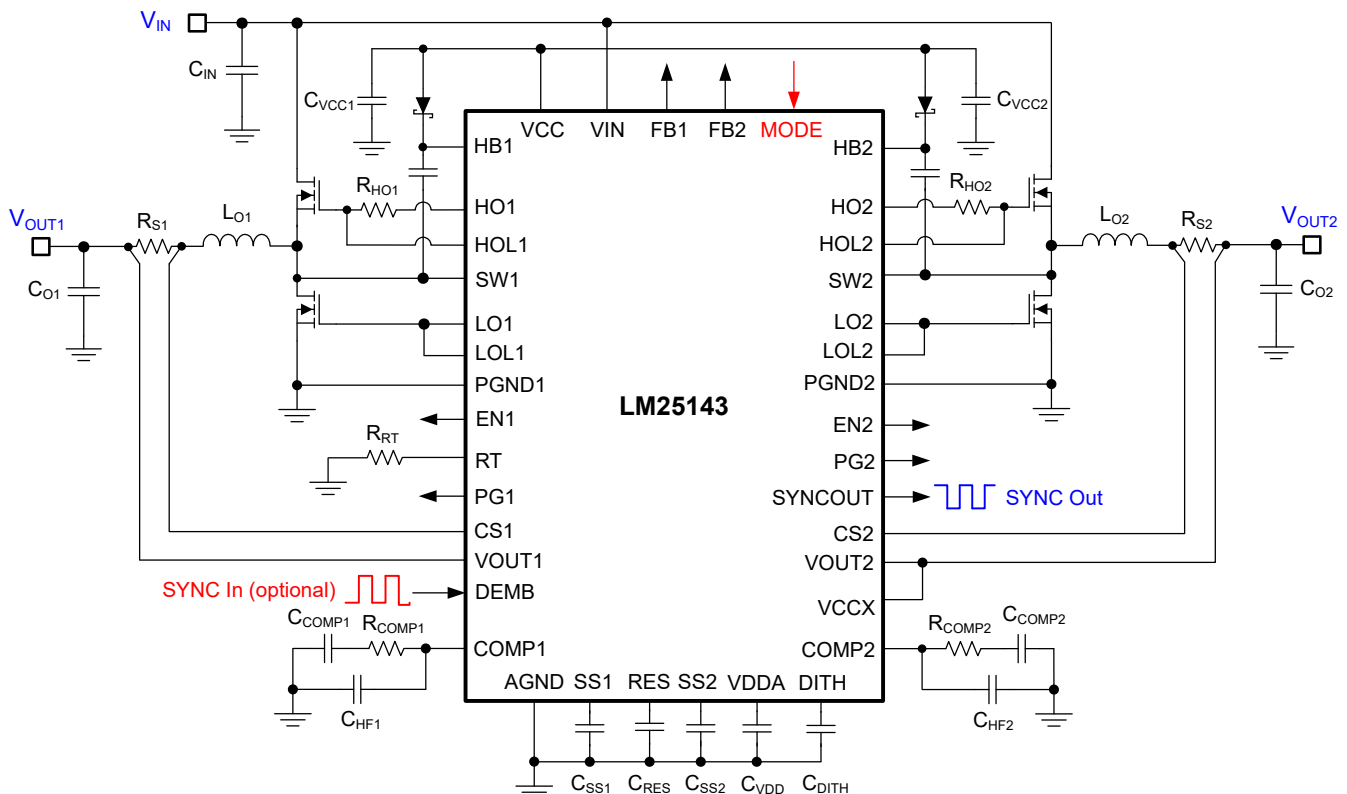 VIN
CIN
CVCC1
CVCC2
VCC VIN FB1 FB2 MODE
HB1
HB2
RHO1
HO1
HO2
RHO2
VOUT1
RS1
LO1
HOL1
HOL2
LO2
RS2
VOUT2
SW1
SW2
CO1
CO2
LO1
LO2
LOL1
LOL2
PGND1
PGND2
LM25143
EN1
EN2
RRT
RT
PG2
PG1
SYNCOUT
SYNC Out
CS1
CS2
VOUT1
VOUT2
SYNC In (optional)
DEMB
VCCX
CCOMP1
RCOMP1
COMP1
COMP2
RCOMP2
CCOMP2
CHF1
CHF2
AGND SS1 RES SS2 VDDA DITH
CSS1 CRES CSS2 CVDD CDITH